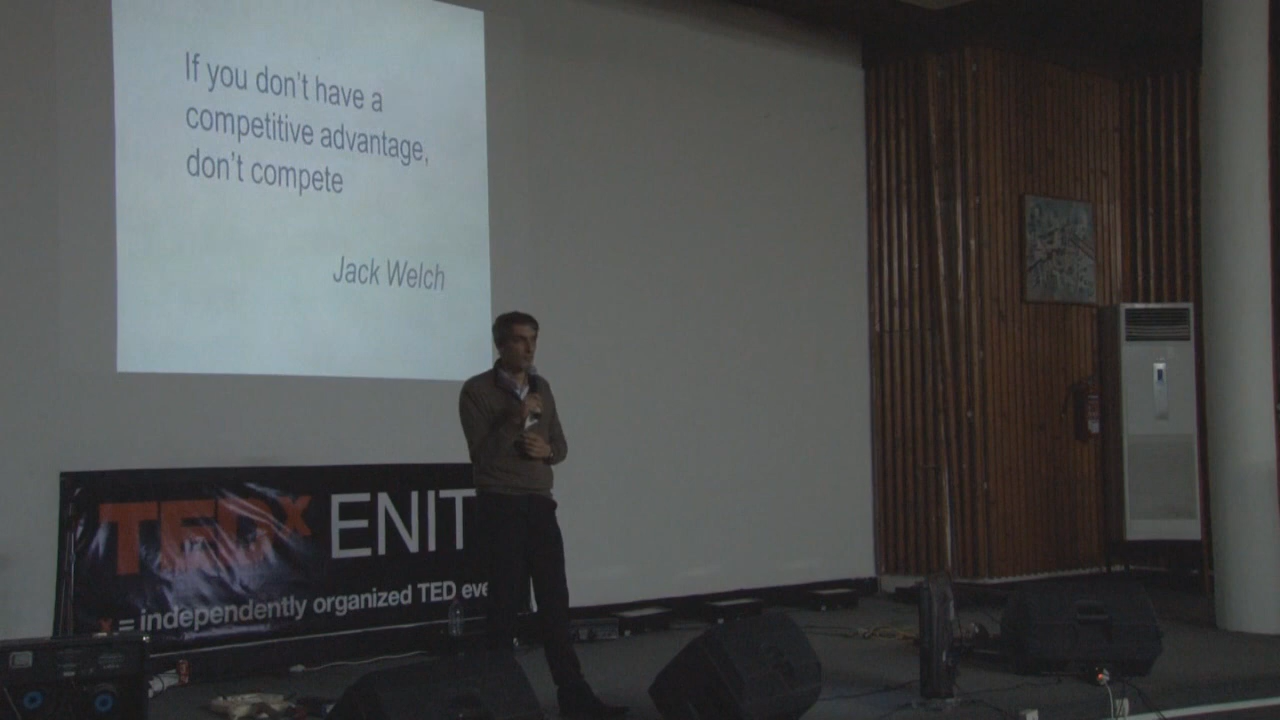 If you don't have a
competitive advantage,
don't compete
Jack Welch
TEDx ENIT
x = independently organized TED eve